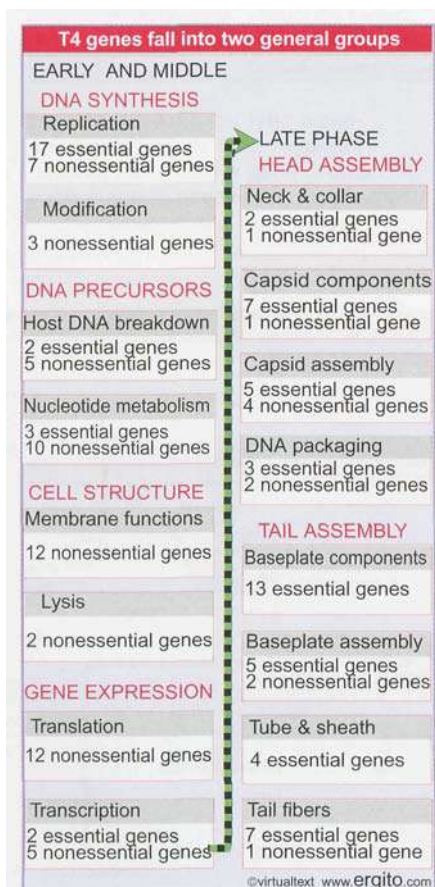 T4 genes fall into two general groups
EARLY AND MIDDLE
DNA SYNTHESIS
Replication
17 essential genes
7 nonessential genes
Modification
3 nonessential genes
DNA PRECURSORS
Host DNA breakdown
2 essential genes
5 nonessential genes
Nucleotide metabolism
3 essential genes
10 nonessential genes
CELL STRUCTURE
Membrane functions
12 nonessential genes
Lysis
2 nonessential genes
GENE EXPRESSION
Translation
12 nonessential genes
Transcription
2 essential genes
5 nonessential genes
LATE PHASE
HEAD ASSEMBLY
Neck & collar
2 essential genes
1 nonessential gene
Capsid components
7 essential genes
1 nonessential gene
Capsid assembly
5 essential genes
4 nonessential genes
DNA packaging
3 essential genes
2 nonessential genes
TAIL ASSEMBLY
Baseplate components
13 essential genes
Baseplate assembly
5 essential genes
2 nonessential genes
Tube & sheath
4 essential genes
Tail fibers
7 essential genes
1 nonessential gene
©virtualtext www.ergito.com